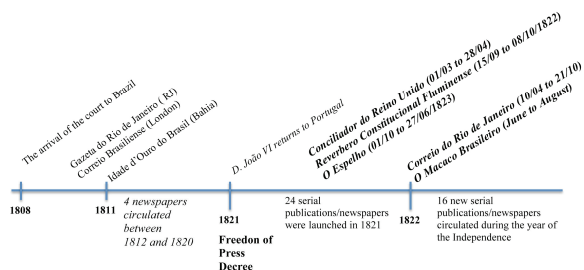 The arrival of the court to Brazil
Gazeta do Rio de Janeiro ( RJ)
Correio Brasiliense (London)
Idade d'Ouro do Brasil (Bahia)
D. João VI returns to Portugal
Conciliador do Reino Unido (01/03 to 28/04)
Reverbero Constitucional Fluminense (15/09 to 08/10/1822)
O Espelho (01/10 to 27/06/1823)
Correio do Rio de Janeiro (10/04 to 21/10)
O Macaco Brasileiro (June to August)
1808
1811
4 newspapers
circulated
between
1812 and 1820
1821
Freedon of
Press
Decree
24 serial
publications/newspapers
were launched in 1821
1822
16 new serial
publications/newspapers
circulated during the year of
the Independence